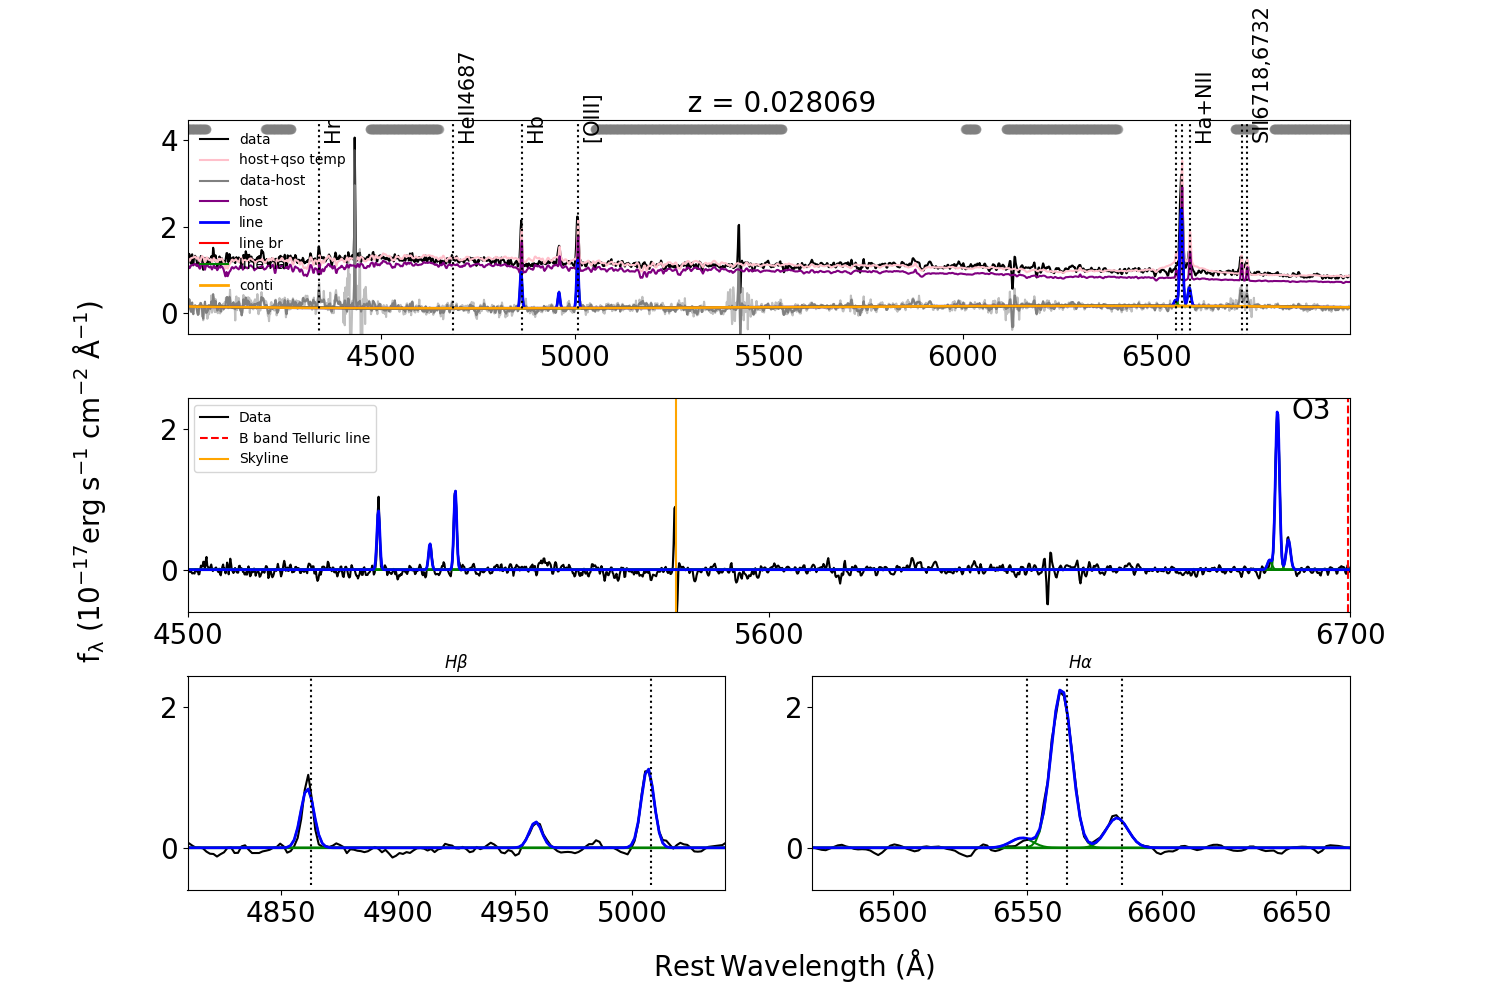 z = 0.028069
Hr
HeII4687
Hb
[OIII]
Ha+NII
SII6718,6732
data
host+qso temp
data-host
host
line
line br
conti
4
2
0
4500 5000 5500 6000 6500
Data
B band Telluric line
Skyline
O3
2
0
4500 5600 6700
fλ (10⁻¹⁷erg s⁻¹ cm⁻² Å⁻¹)
Hβ
2
0
4850 4900 4950 5000
Hα
2
0
6500 6550 6600 6650
Rest Wavelength (Å)